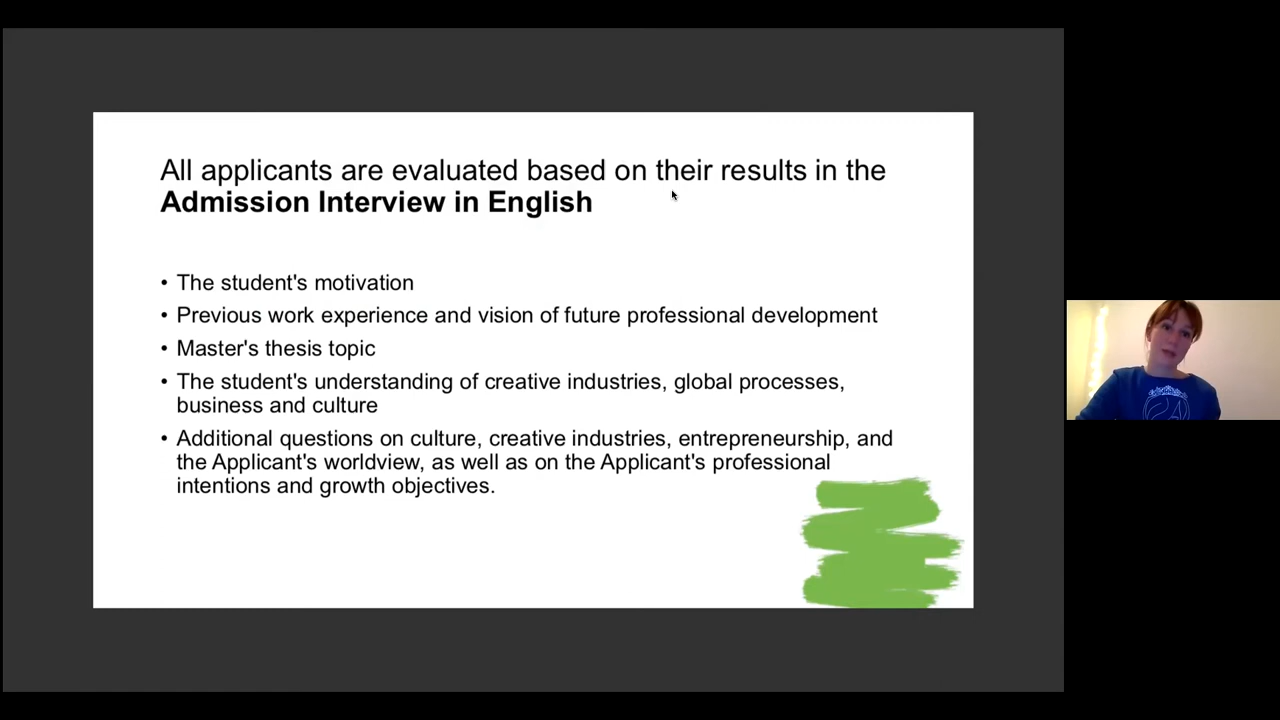 All applicants are evaluated based on their results in the
Admission Interview in English
• The student's motivation
• Previous work experience and vision of future professional development
• Master's thesis topic
• The student's understanding of creative industries, global processes,
business and culture
• Additional questions on culture, creative industries, entrepreneurship, and
the Applicant's worldview, as well as on the Applicant's professional
intentions and growth objectives.